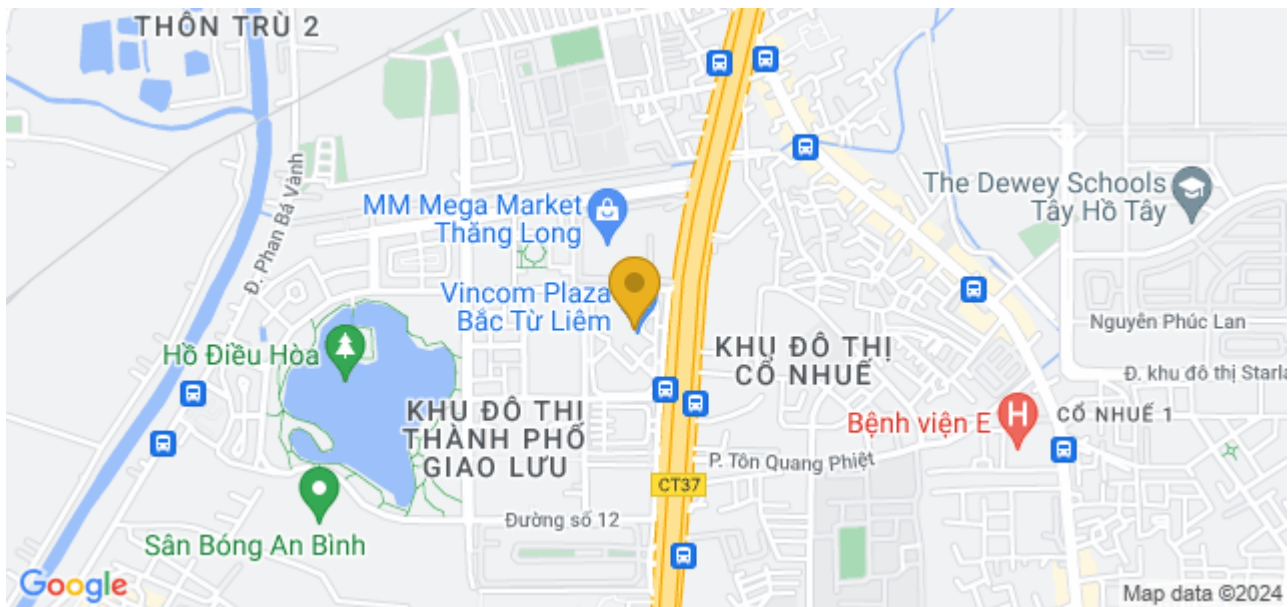 THÔN TRÙ 2
Đ. Phan Bá Vành
MM Mega Market
Thăng Long
The Dewey Schools
Tây Hồ Tây
Vincom Plaza
Bắc Từ Liêm
Hồ Điều Hòa
KHU ĐÔ THỊ
CỔ NHUẾ
Nguyễn Phúc Lan
Đ. khu đô thị Starla
KHU ĐÔ THỊ
THÀNH PHỐ
GIAO LƯU
Bệnh viện E
H
CỔ NHUẾ 1
P. Tôn Quang Phiệt
CT37
Đường số 12
Sân Bóng An Bình
Google
Map data ©2024